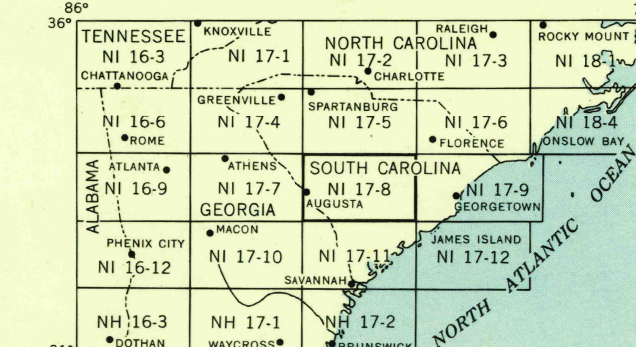 86°
36°
TENNESSEE
NI 16-3
CHATTANOOGA
KNOXVILLE
NI 17-1
NORTH CAROLINA
NI 17-2
CHARLOTTE
RALEIGH
NI 17-3
ROCKY MOUNT
NI 18-1
NI 16-6
ROME
GREENVILLE
NI 17-4
SPARTANBURG
NI 17-5
NI 17-6
FLORENCE
NI 18-4
ONSLOW BAY
ALABAMA
ATLANTA
NI 16-9
ATHENS
NI 17-7
GEORGIA
SOUTH CAROLINA
NI 17-8
AUGUSTA
NI 17-9
GEORGETOWN
PHENIX CITY
NI 16-12
MACON
NI 17-10
NI 17-11
SAVANNAH
JAMES ISLAND
NI 17-12
NORTH ATLANTIC OCEAN
NH 16-3
DOTHAN
NH 17-1
WAYCROSS
NH 17-2
BRUNSWICK